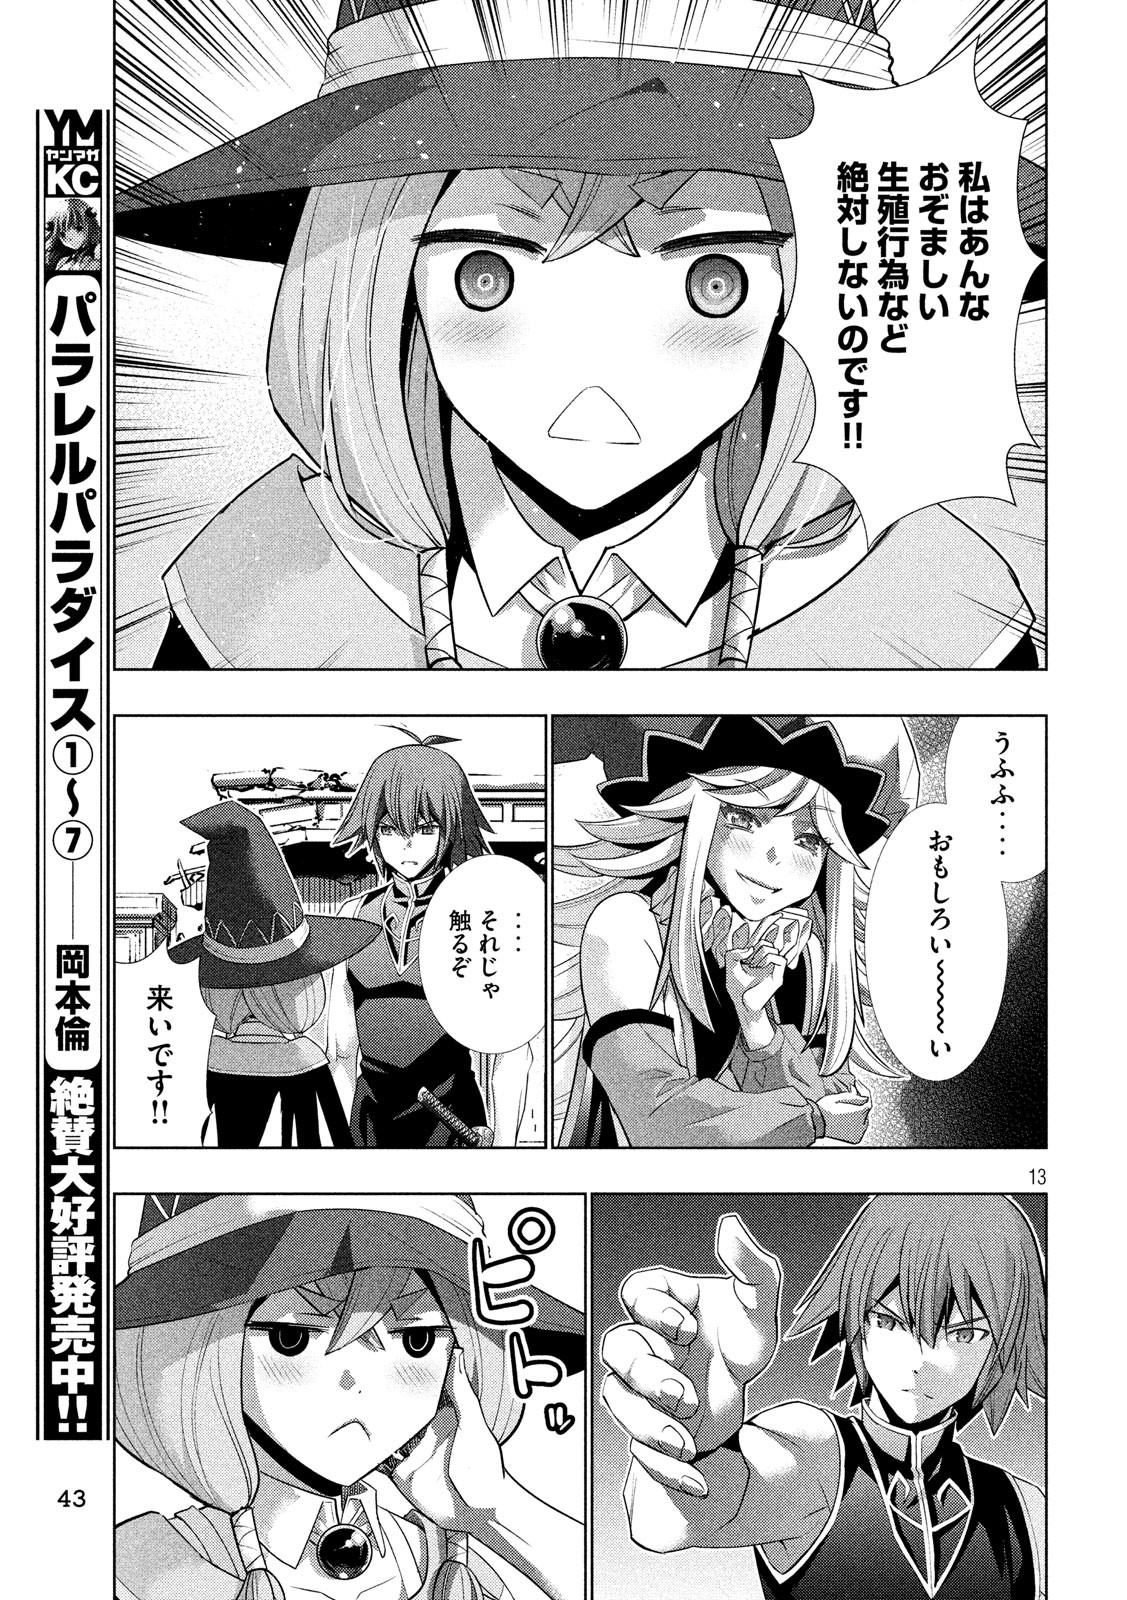 私はあんな
おぞましい
生殖行為など
絶対しないのです!!
うふふ‥‥‥
おもしろい〜〜〜〜い
‥‥
それじゃ
触るぞ
来いです!!
13
ピトッ
YM
ヤンマガ
KC
パラレルパラダイス①〜⑦──岡本倫 絶賛大好評発売中!!
43